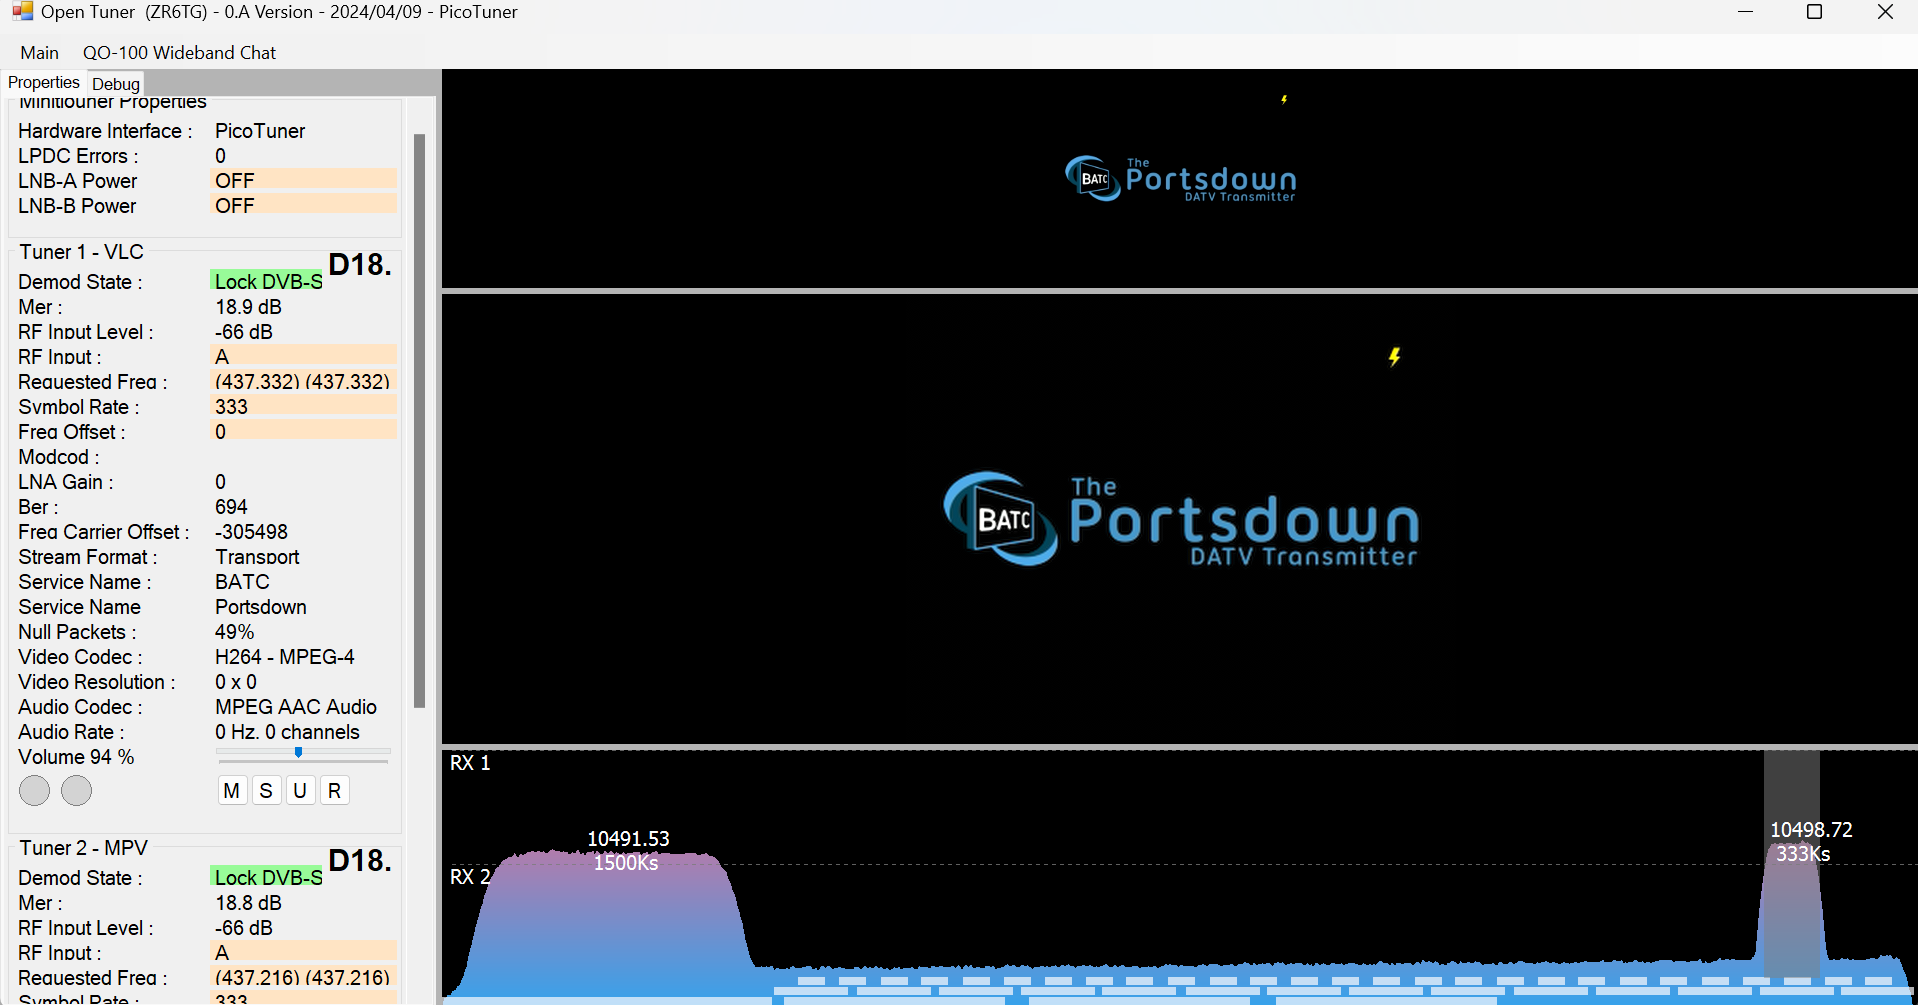 Open Tuner (ZR6TG) - 0.A Version - 2024/04/09 - PicoTuner
Main QO-100 Wideband Chat
Properties Debug
Minitiouner Properties
Hardware Interface : PicoTuner
LPDC Errors : 0
LNB-A Power OFF
LNB-B Power OFF
Tuner 1 - VLC
D18.
Demod State : Lock DVB-S
Mer : 18.9 dB
RF Input Level : -66 dB
RF Input : A
Requested Freq : (437.332) (437.332)
Symbol Rate : 333
Freq Offset : 0
Modcod :
LNA Gain : 0
Ber : 694
Freq Carrier Offset : -305498
Stream Format : Transport
Service Name : BATC
Service Name Portsdown
Null Packets : 49%
Video Codec : H264 - MPEG-4
Video Resolution : 0 x 0
Audio Codec : MPEG AAC Audio
Audio Rate : 0 Hz. 0 channels
Volume 94 %
M S U R
Tuner 2 - MPV
D18.
Demod State : Lock DVB-S
Mer : 18.8 dB
RF Input Level : -66 dB
RF Input : A
Requested Freq : (437.216) (437.216)
Symbol Rate : 333
BATC
The
Portsdown
DATV Transmitter
BATC
The
Portsdown
DATV Transmitter
RX 1
10491.53
1500Ks
10498.72
333Ks
RX 2